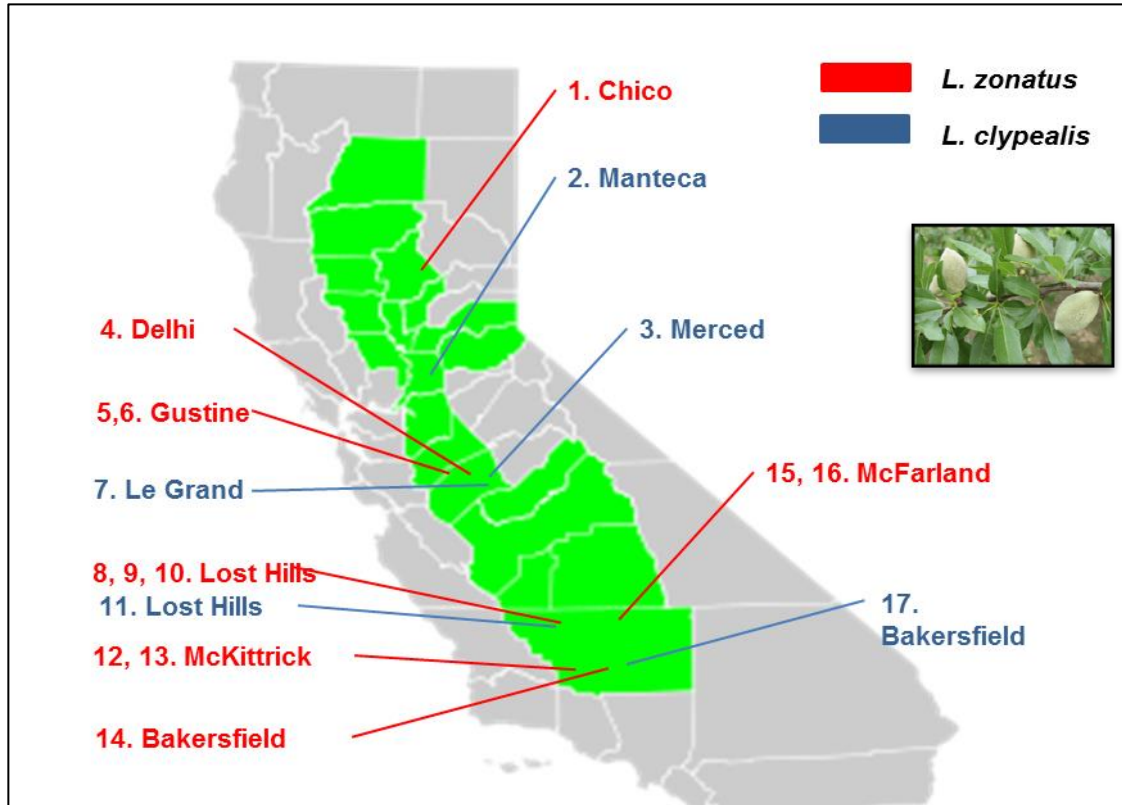 L. zonatus
L. clypealis
1. Chico
2. Manteca
3. Merced
4. Delhi
5,6. Gustine
7. Le Grand
15, 16. McFarland
8, 9, 10. Lost Hills
11. Lost Hills
17.
Bakersfield
12, 13. McKittrick
14. Bakersfield